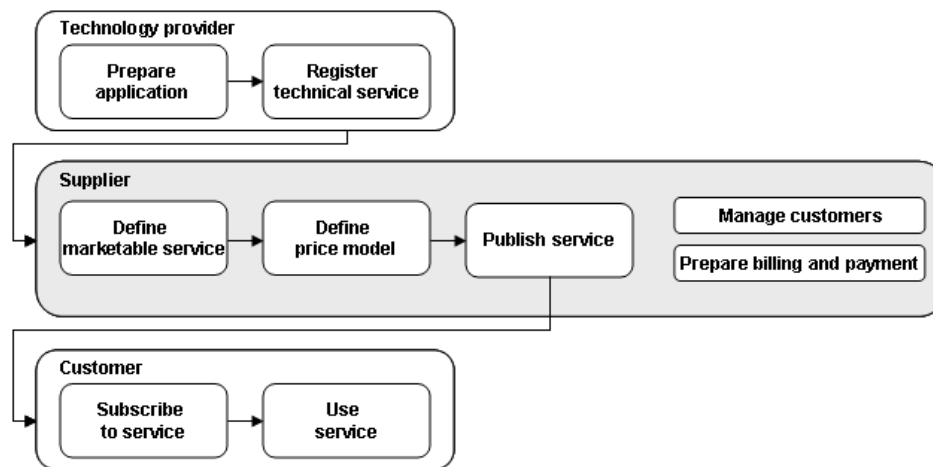 Technology provider
Prepare
application
Register
technical service
Supplier
Define
marketable service
Define
price model
Publish service
Manage customers
Prepare billing and payment
Customer
Subscribe
to service
Use
service